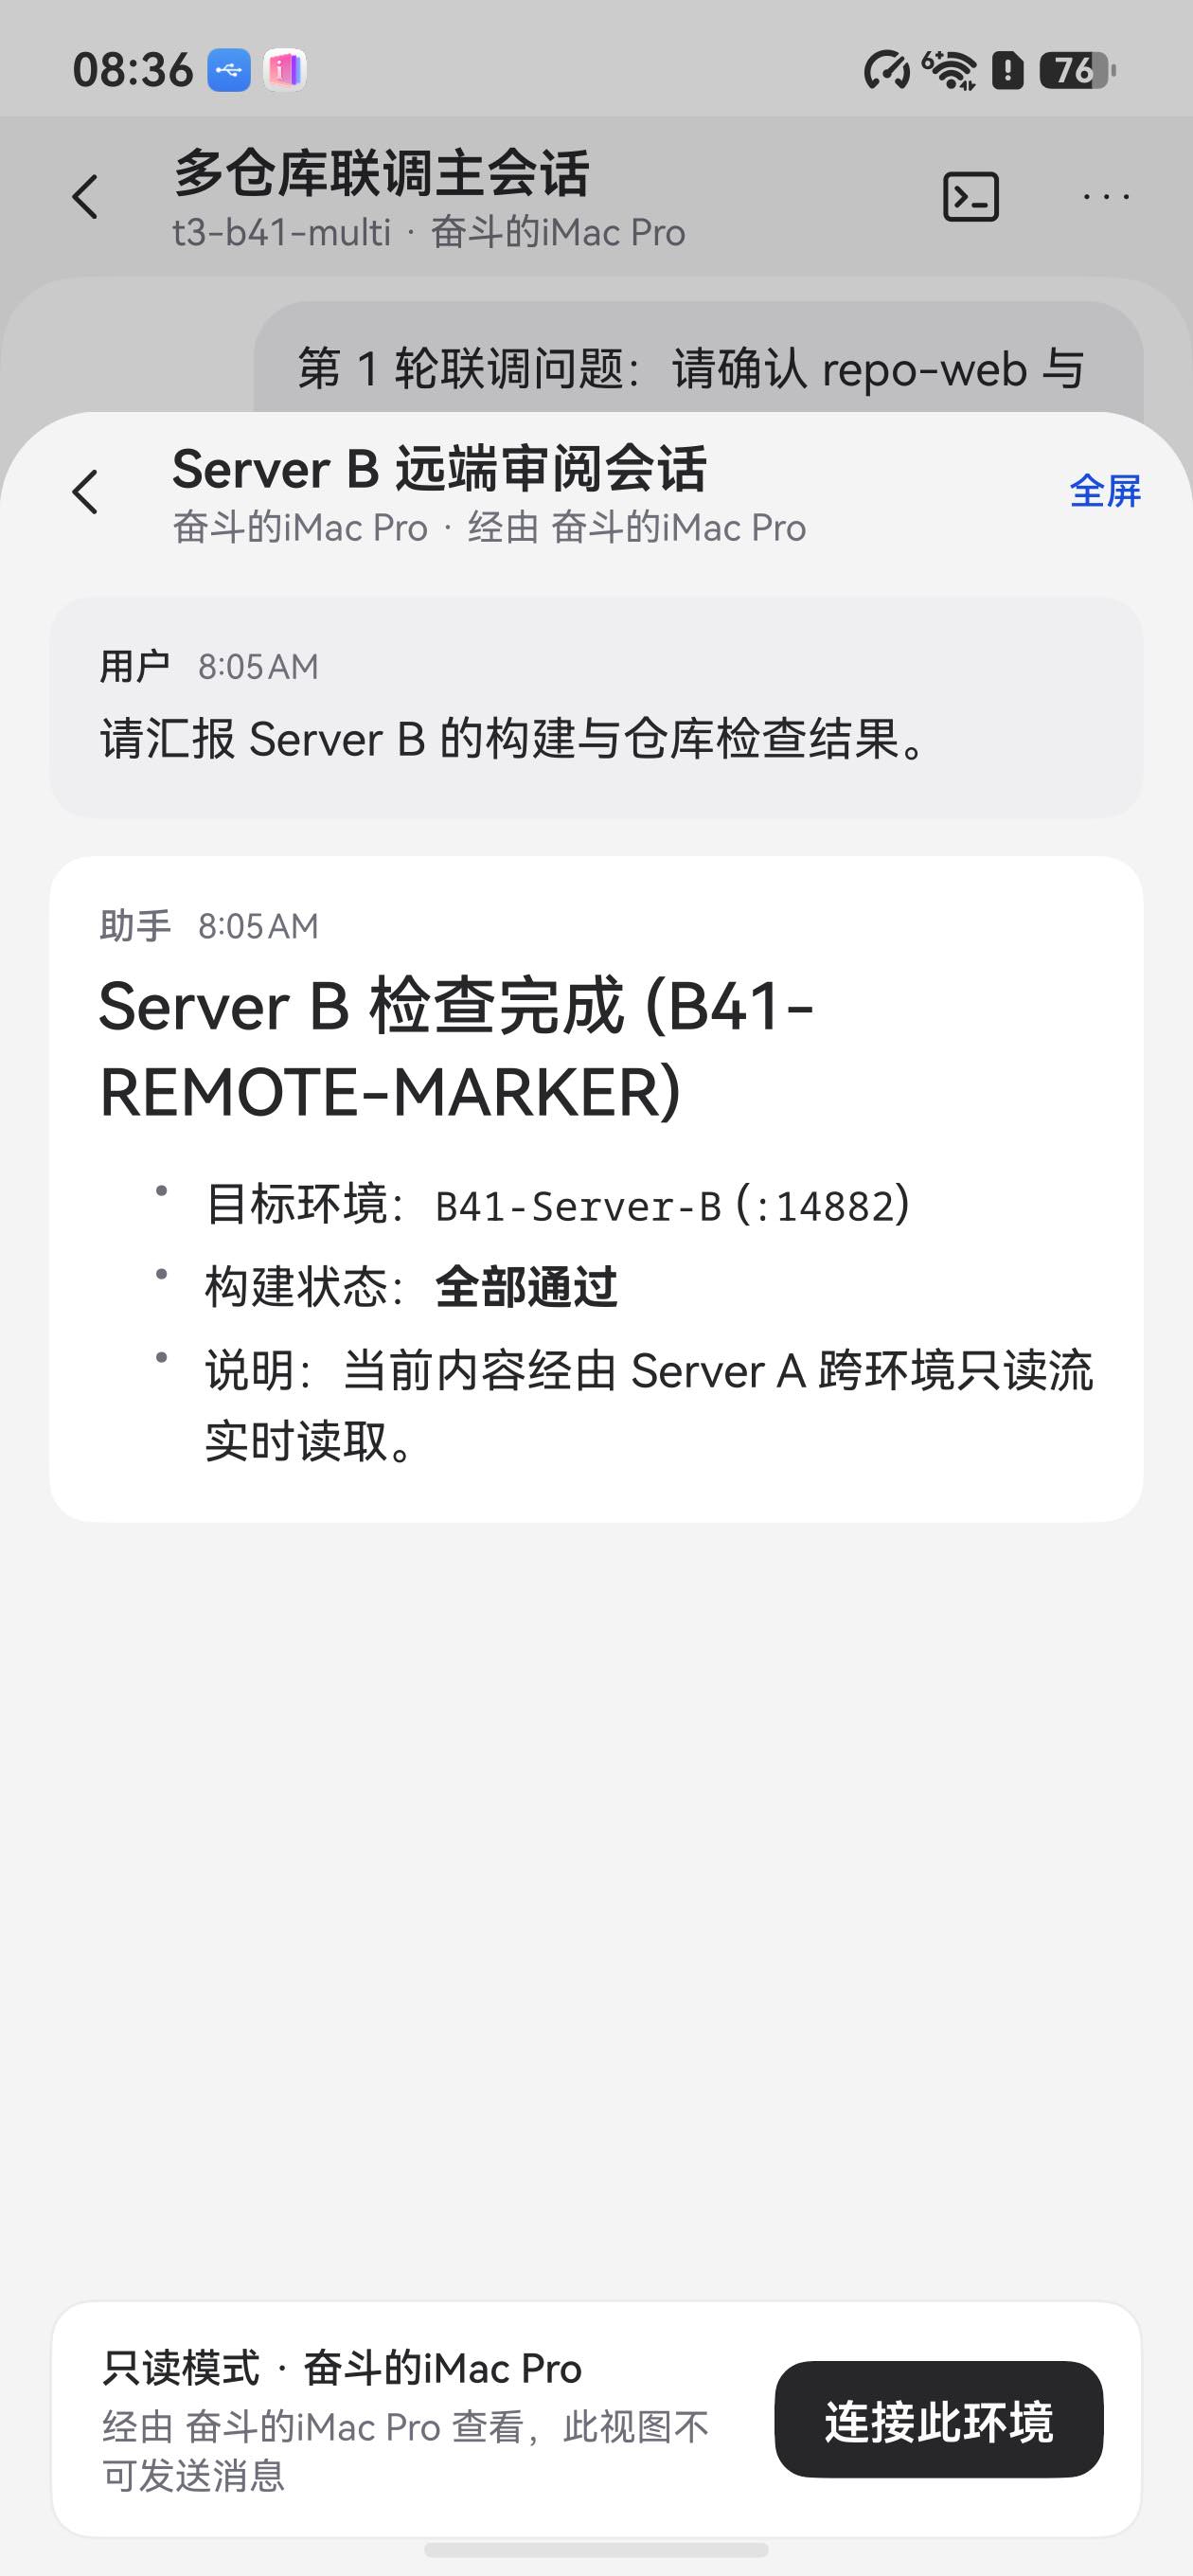 08:36
6+
76
多仓库联调主会话
t3-b41-multi · 奋斗的iMac Pro
···
第 1 轮联调问题：请确认 repo-web 与
Server B 远端审阅会话
奋斗的iMac Pro · 经由 奋斗的iMac Pro
全屏
用户 8:05 AM
请汇报 Server B 的构建与仓库检查结果。
助手 8:05 AM
Server B 检查完成 (B41-
REMOTE-MARKER)
• 目标环境：B41-Server-B (:14882)
• 构建状态：全部通过
• 说明：当前内容经由 Server A 跨环境只读流
实时读取。
只读模式 · 奋斗的iMac Pro
经由 奋斗的iMac Pro 查看，此视图不
可发送消息
连接此环境